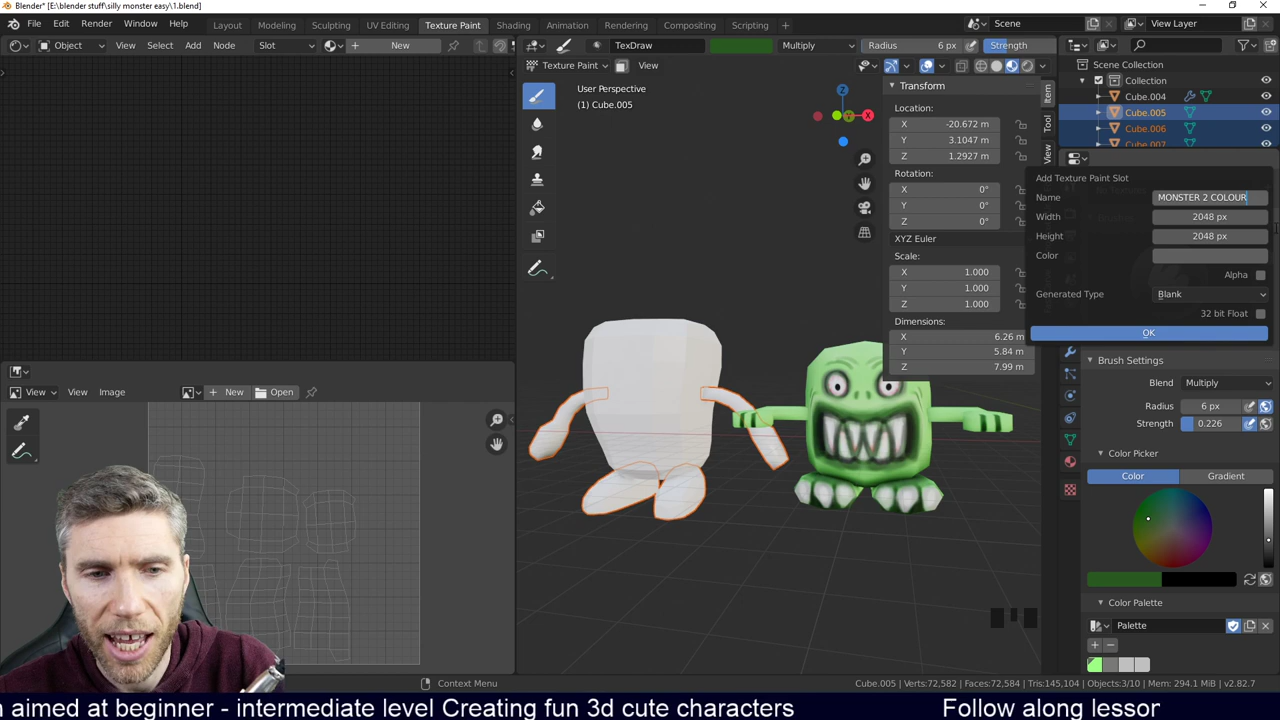 Blender* [E:\blender stuff\silly monster easy\1.blend]
File Edit Render Window Help Layout Modeling Sculpting UV Editing Texture Paint Shading Animation Rendering Compositing Scripting + Scene View Layer
Object View Select Add Node Slot New TexDraw Multiply Radius 6 px Strength
Texture Paint View
User Perspective
(1) Cube.005
Transform
Location:
X -20.672 m
Y 3.1047 m
Z 1.2927 m
Rotation:
X 0°
Y 0°
Z 0°
XYZ Euler
Scale:
X 1.000
Y 1.000
Z 1.000
Dimensions:
X 6.26 m
Y 5.84 m
Z 7.99 m
Item
Tool
View
Z
X
Scene Collection
Collection
Cube.004
Cube.005
Cube.006
Cube.007
Add Texture Paint Slot
Name MONSTER 2 COLOUR
Width 2048 px
Height 2048 px
Color
Alpha
Generated Type Blank
32 bit Float
OK
Brush Settings
Blend Multiply
Radius 6 px
Strength 0.226
Color Picker
Color Gradient
Color Palette
Palette
View View Image New Open
Context Menu
Cube.005 | Verts:72,582 | Faces:72,584 | Tris:145,104 | Objects:3/10 | Mem: 294.1 MiB | v2.82.7
n aimed at beginner - intermediate level Creating fun 3d cute characters Follow along lessor